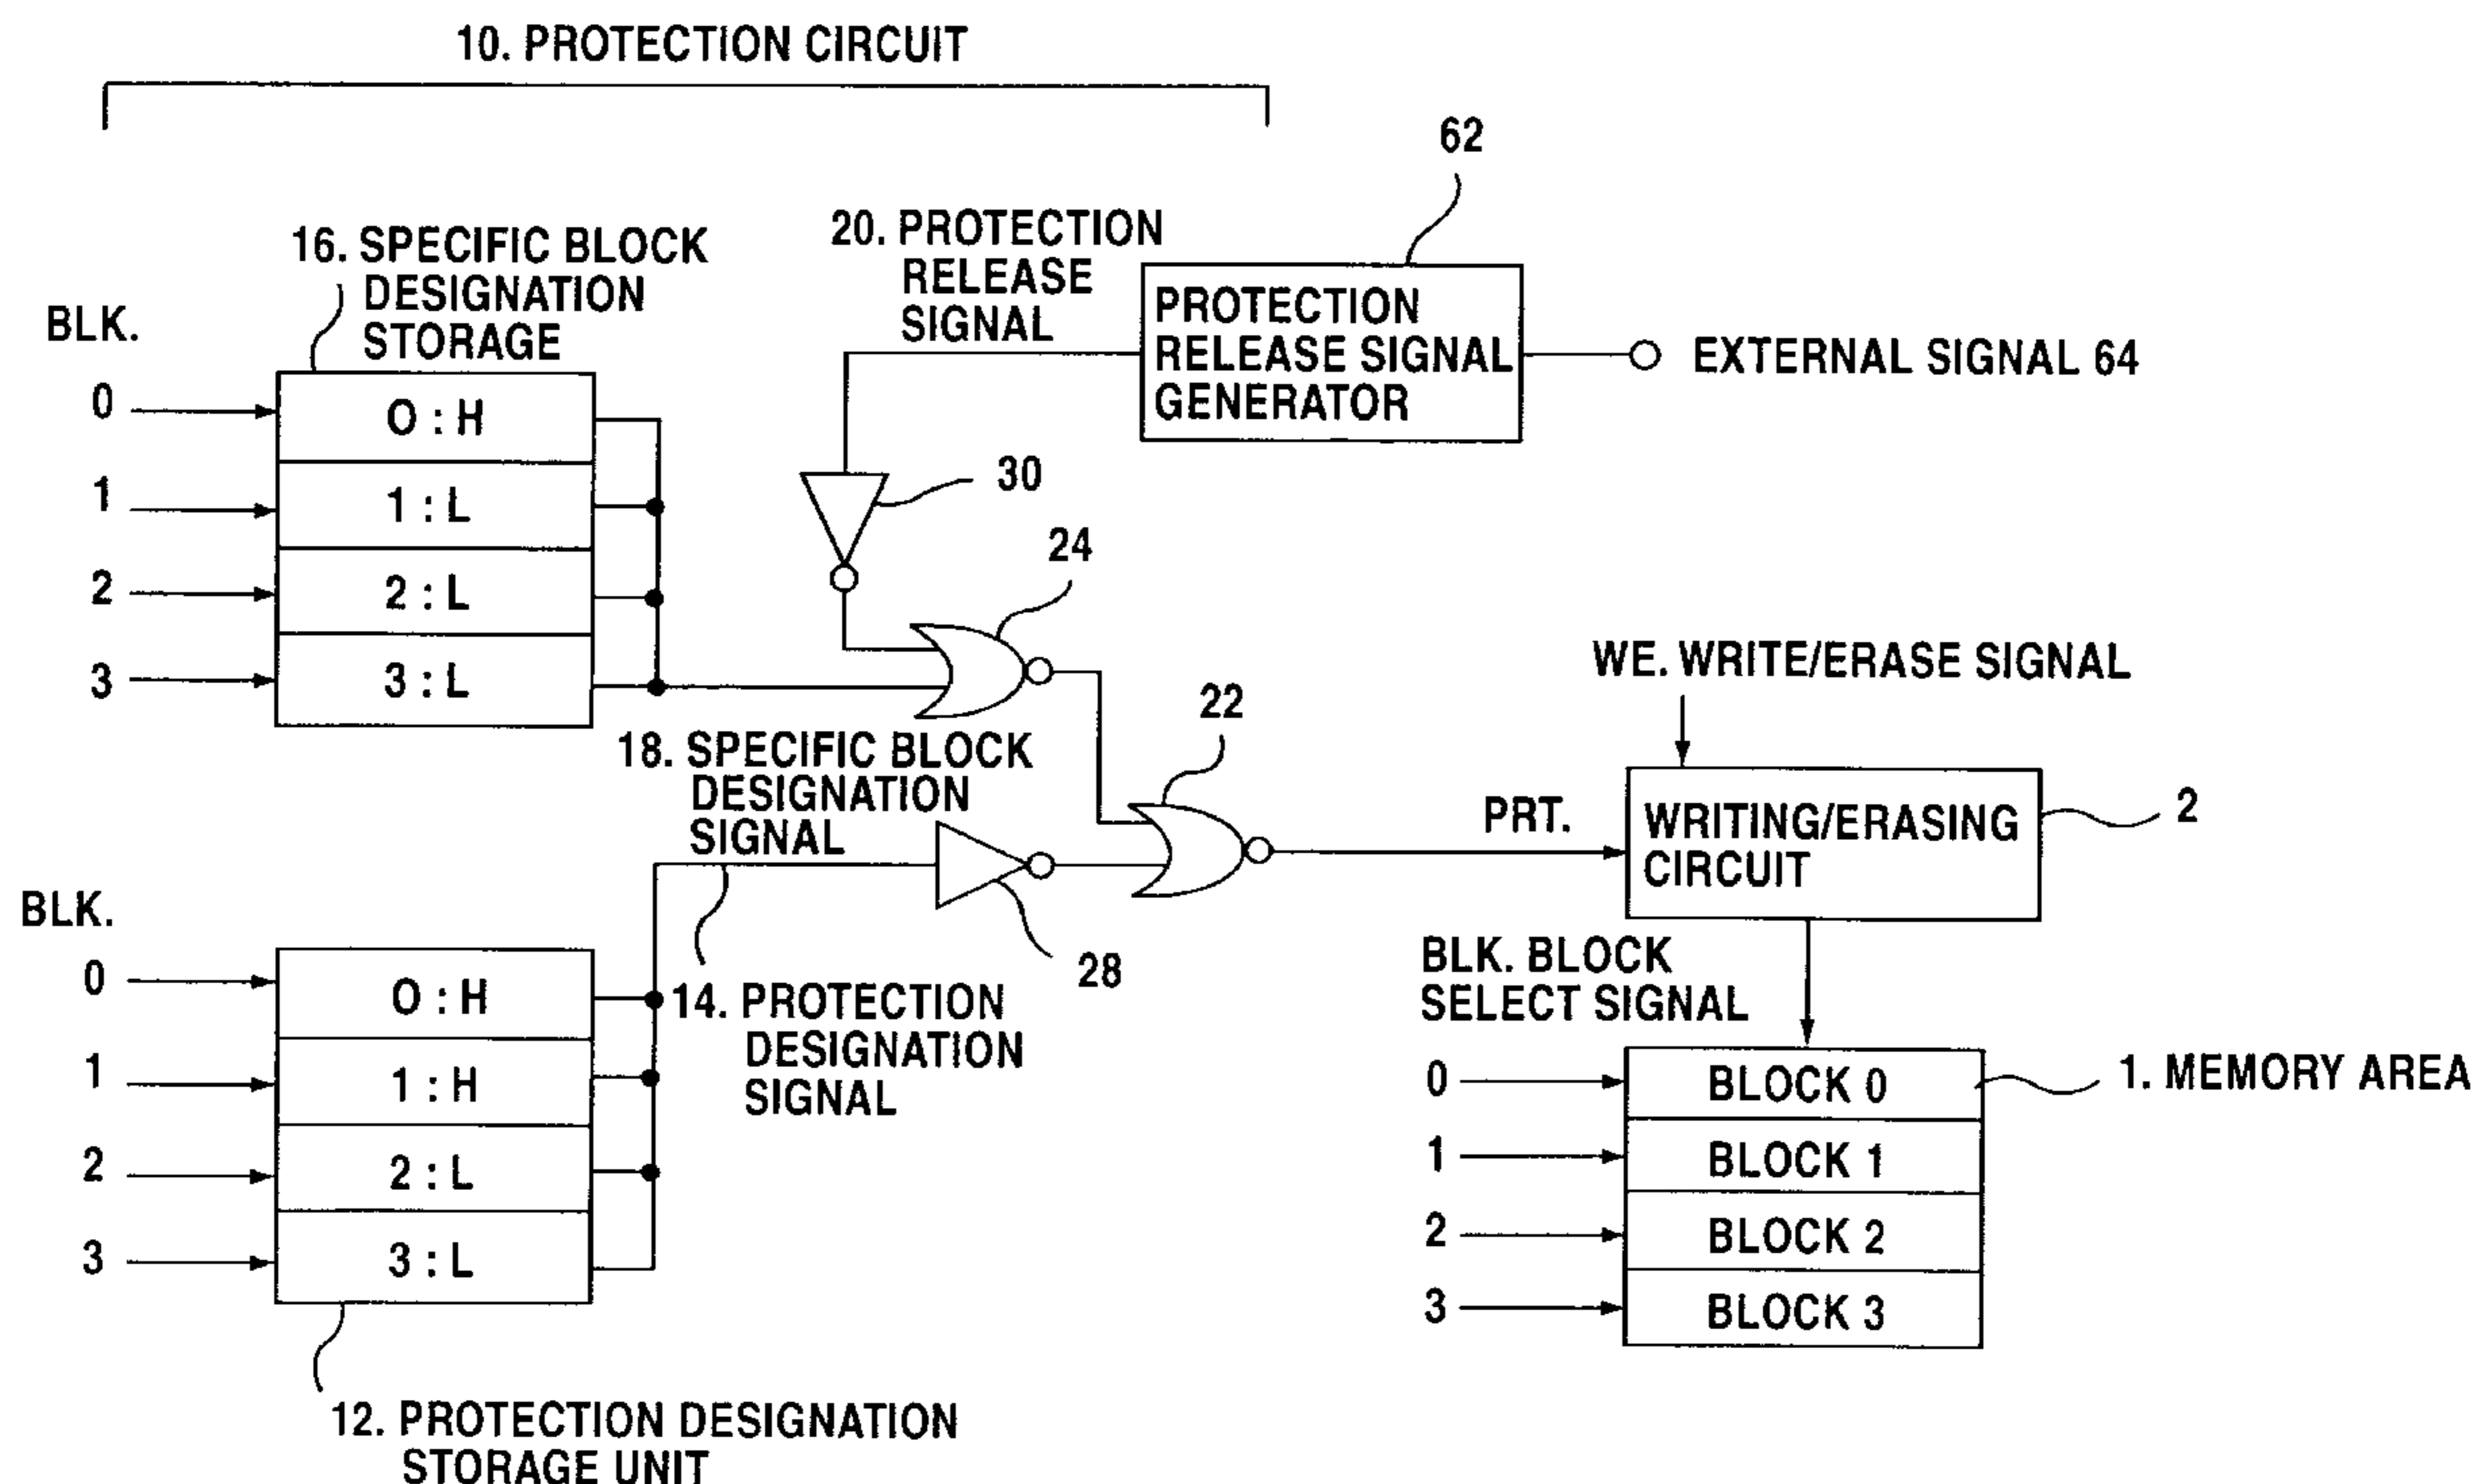 10. PROTECTION CIRCUIT
62
20. PROTECTION
RELEASE
SIGNAL
16. SPECIFIC BLOCK
DESIGNATION
STORAGE
BLK.
PROTECTION
RELEASE SIGNAL
GENERATOR
EXTERNAL SIGNAL 64
0
0 : H
1
1 : L
2
2 : L
3
3 : L
30
24
22
18. SPECIFIC BLOCK
DESIGNATION
SIGNAL
WE. WRITE/ERASE SIGNAL
PRT.
WRITING/ERASING
CIRCUIT
2
28
BLK.
0
0 : H
1
1 : H
2
2 : L
3
3 : L
14. PROTECTION
DESIGNATION
SIGNAL
BLK. BLOCK
SELECT SIGNAL
0
BLOCK 0
1. MEMORY AREA
1
BLOCK 1
2
BLOCK 2
3
BLOCK 3
12. PROTECTION DESIGNATION
STORAGE UNIT